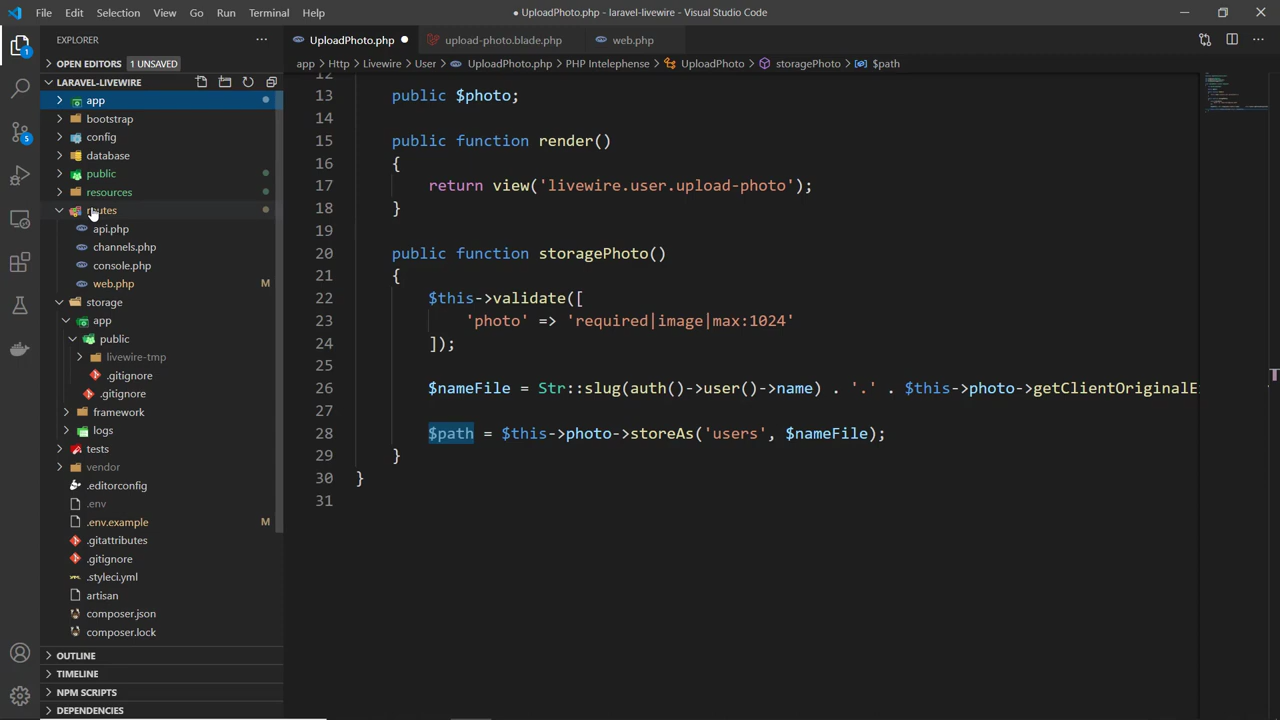 File Edit Selection View Go Run Terminal Help
● UploadPhoto.php - laravel-livewire - Visual Studio Code
EXPLORER
OPEN EDITORS 1 UNSAVED
LARAVEL-LIVEWIRE
app
bootstrap
config
database
public
resources
routes
api.php
channels.php
console.php
web.php M
storage
app
public
livewire-tmp
.gitignore
.gitignore
framework
logs
tests
vendor
.editorconfig
.env
.env.example M
.gitattributes
.gitignore
.styleci.yml
artisan
composer.json
composer.lock
OUTLINE
TIMELINE
NPM SCRIPTS
DEPENDENCIES
1
5
UploadPhoto.php ● upload-photo.blade.php web.php
app > Http > Livewire > User > UploadPhoto.php > PHP Intelephense > UploadPhoto > storagePhoto > $path
12
13 public $photo;
14
15 public function render()
16 {
17 return view('livewire.user.upload-photo');
18 }
19
20 public function storagePhoto()
21 {
22 $this->validate([
23 'photo' => 'required|image|max:1024'
24 ]);
25
26 $nameFile = Str::slug(auth()->user()->name) . '.' . $this->photo->getClientOriginalE
27
28 $path = $this->photo->storeAs('users', $nameFile);
29 }
30 }
31